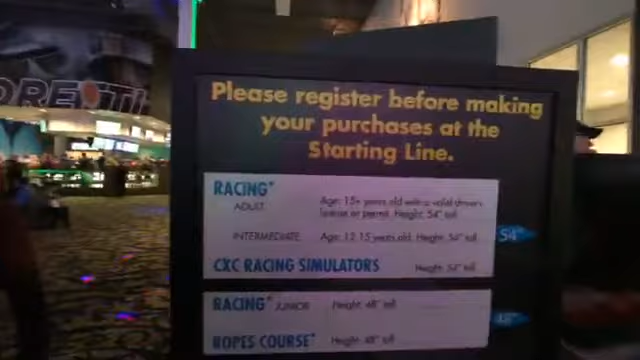 Please register before making
your purchases at the
Starting Line.
RACING*
ADULT Age: 15+ years old with a valid drivers
license or permit. Height: 54" tall
INTERMEDIATE Age: 12-15 years old. Height: 54" tall
54"
CXC RACING SIMULATORS Height: 54" tall
RACING* JUNIOR Height: 48" tall
48"
ROPES COURSE* Height: 48" tall